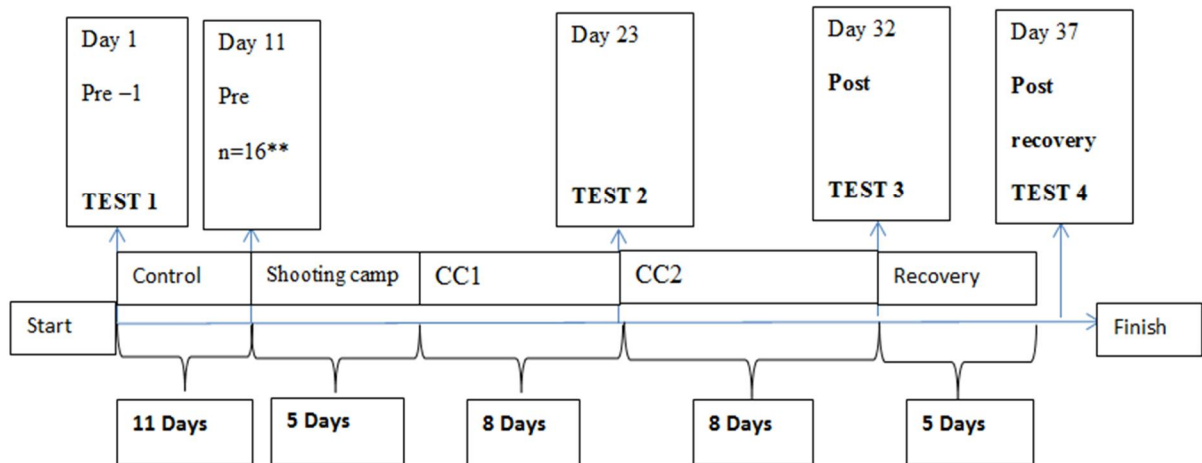 Day 1
Pre –1
TEST 1
Day 11
Pre
n=16**
Day 23
TEST 2
Day 32
Post
TEST 3
Day 37
Post
recovery
TEST 4
Control
Shooting camp
CC1
CC2
Recovery
Start
Finish
11 Days
5 Days
8 Days
8 Days
5 Days